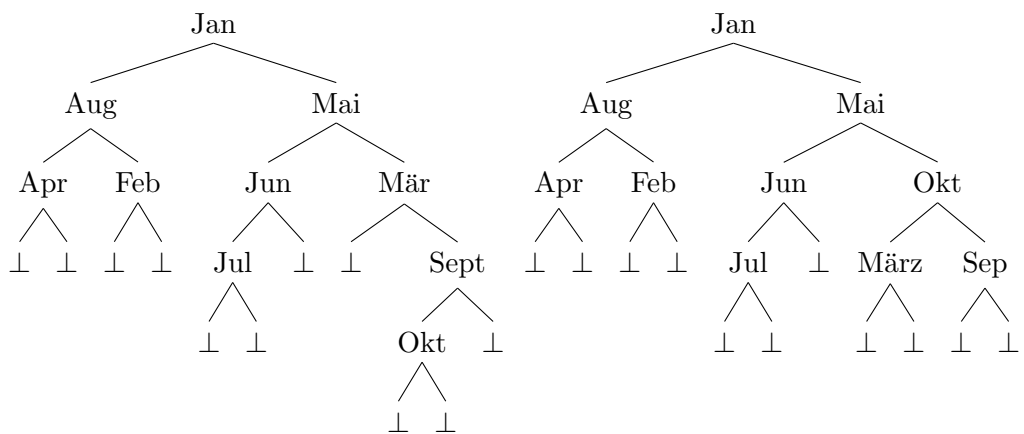 Jan Jan
Aug Mai Aug Mai
Apr Feb Jun Mär Apr Feb Jun Okt
⊥ ⊥ ⊥ ⊥ Jul ⊥ ⊥ Sept ⊥ ⊥ ⊥ ⊥ Jul ⊥ März Sep
⊥ ⊥ Okt ⊥ ⊥ ⊥ ⊥ ⊥ ⊥ ⊥
⊥ ⊥